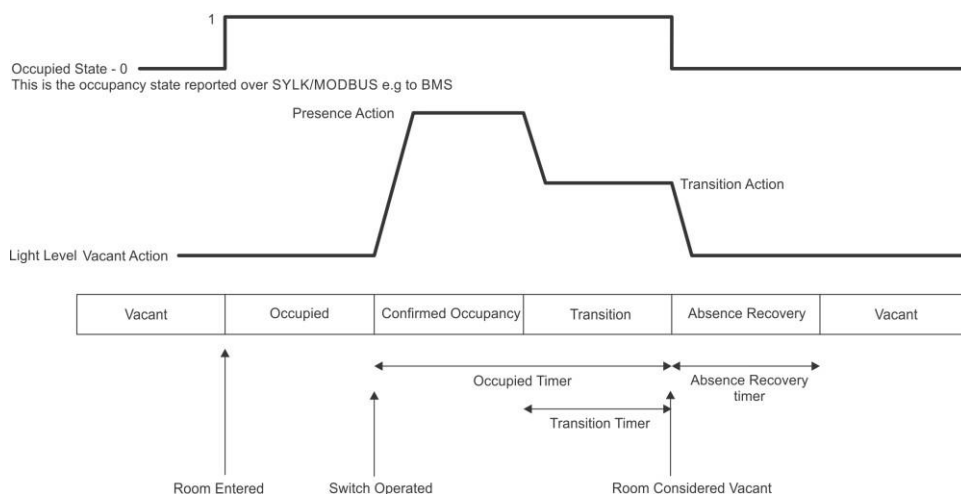 1
Occupied State - 0
This is the occupancy state reported over SYLK/MODBUS e.g to BMS
Presence Action
Transition Action
Light Level Vacant Action
Vacant
Occupied
Confirmed Occupancy
Transition
Absence Recovery
Vacant
Occupied Timer
Absence Recovery
timer
Transition Timer
Room Entered
Switch Operated
Room Considered Vacant